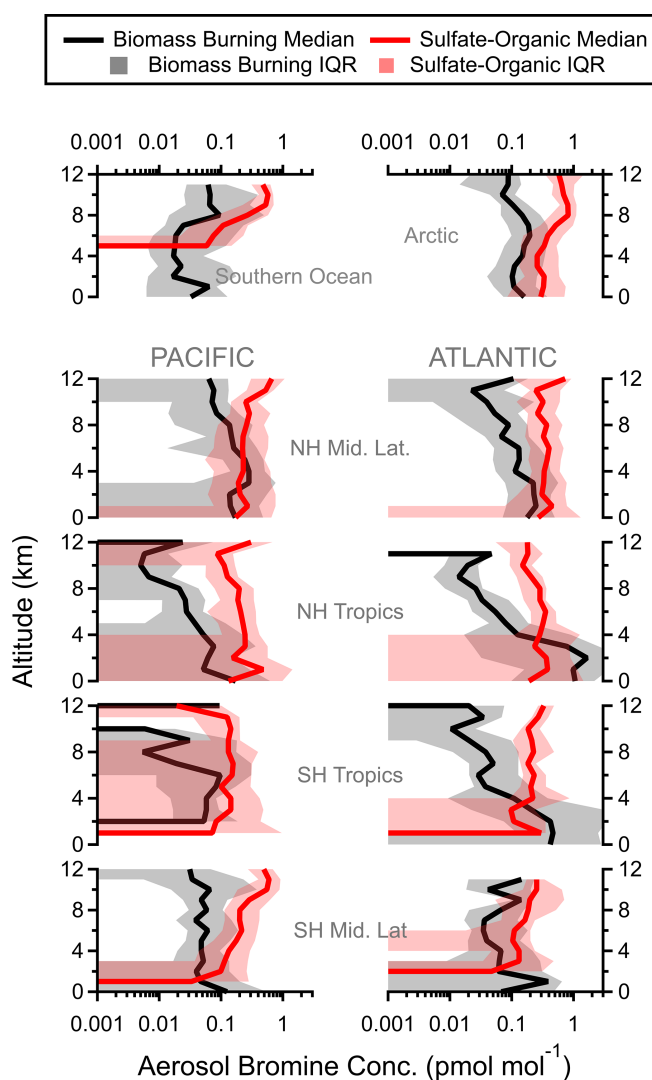 Biomass Burning Median Sulfate-Organic Median
Biomass Burning IQR Sulfate-Organic IQR
0.001 0.01 0.1 1 0.001 0.01 0.1 1
12 12
8 Arctic 8
4 4
Southern Ocean
0 0
PACIFIC ATLANTIC
12 12
8 8
NH Mid. Lat.
4 4
0 0
12 12
8 8
NH Tropics
4 4
0 0
12 12
8 8
SH Tropics
4 4
0 0
12 12
8 8
SH Mid. Lat
4 4
0 0
0.001 0.01 0.1 1 0.001 0.01 0.1 1
Altitude (km)
Aerosol Bromine Conc. (pmol mol⁻¹)